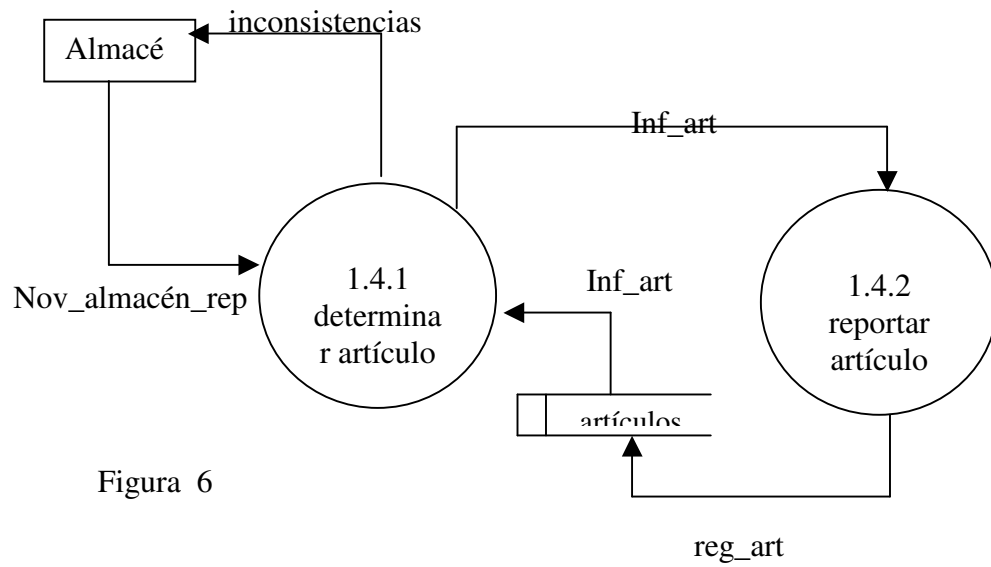 inconsistencias
Almacé
Inf_art
Nov_almacén_rep
1.4.1
determina
r artículo
Inf_art
1.4.2
reportar
artículo
artículos
Figura 6
reg_art